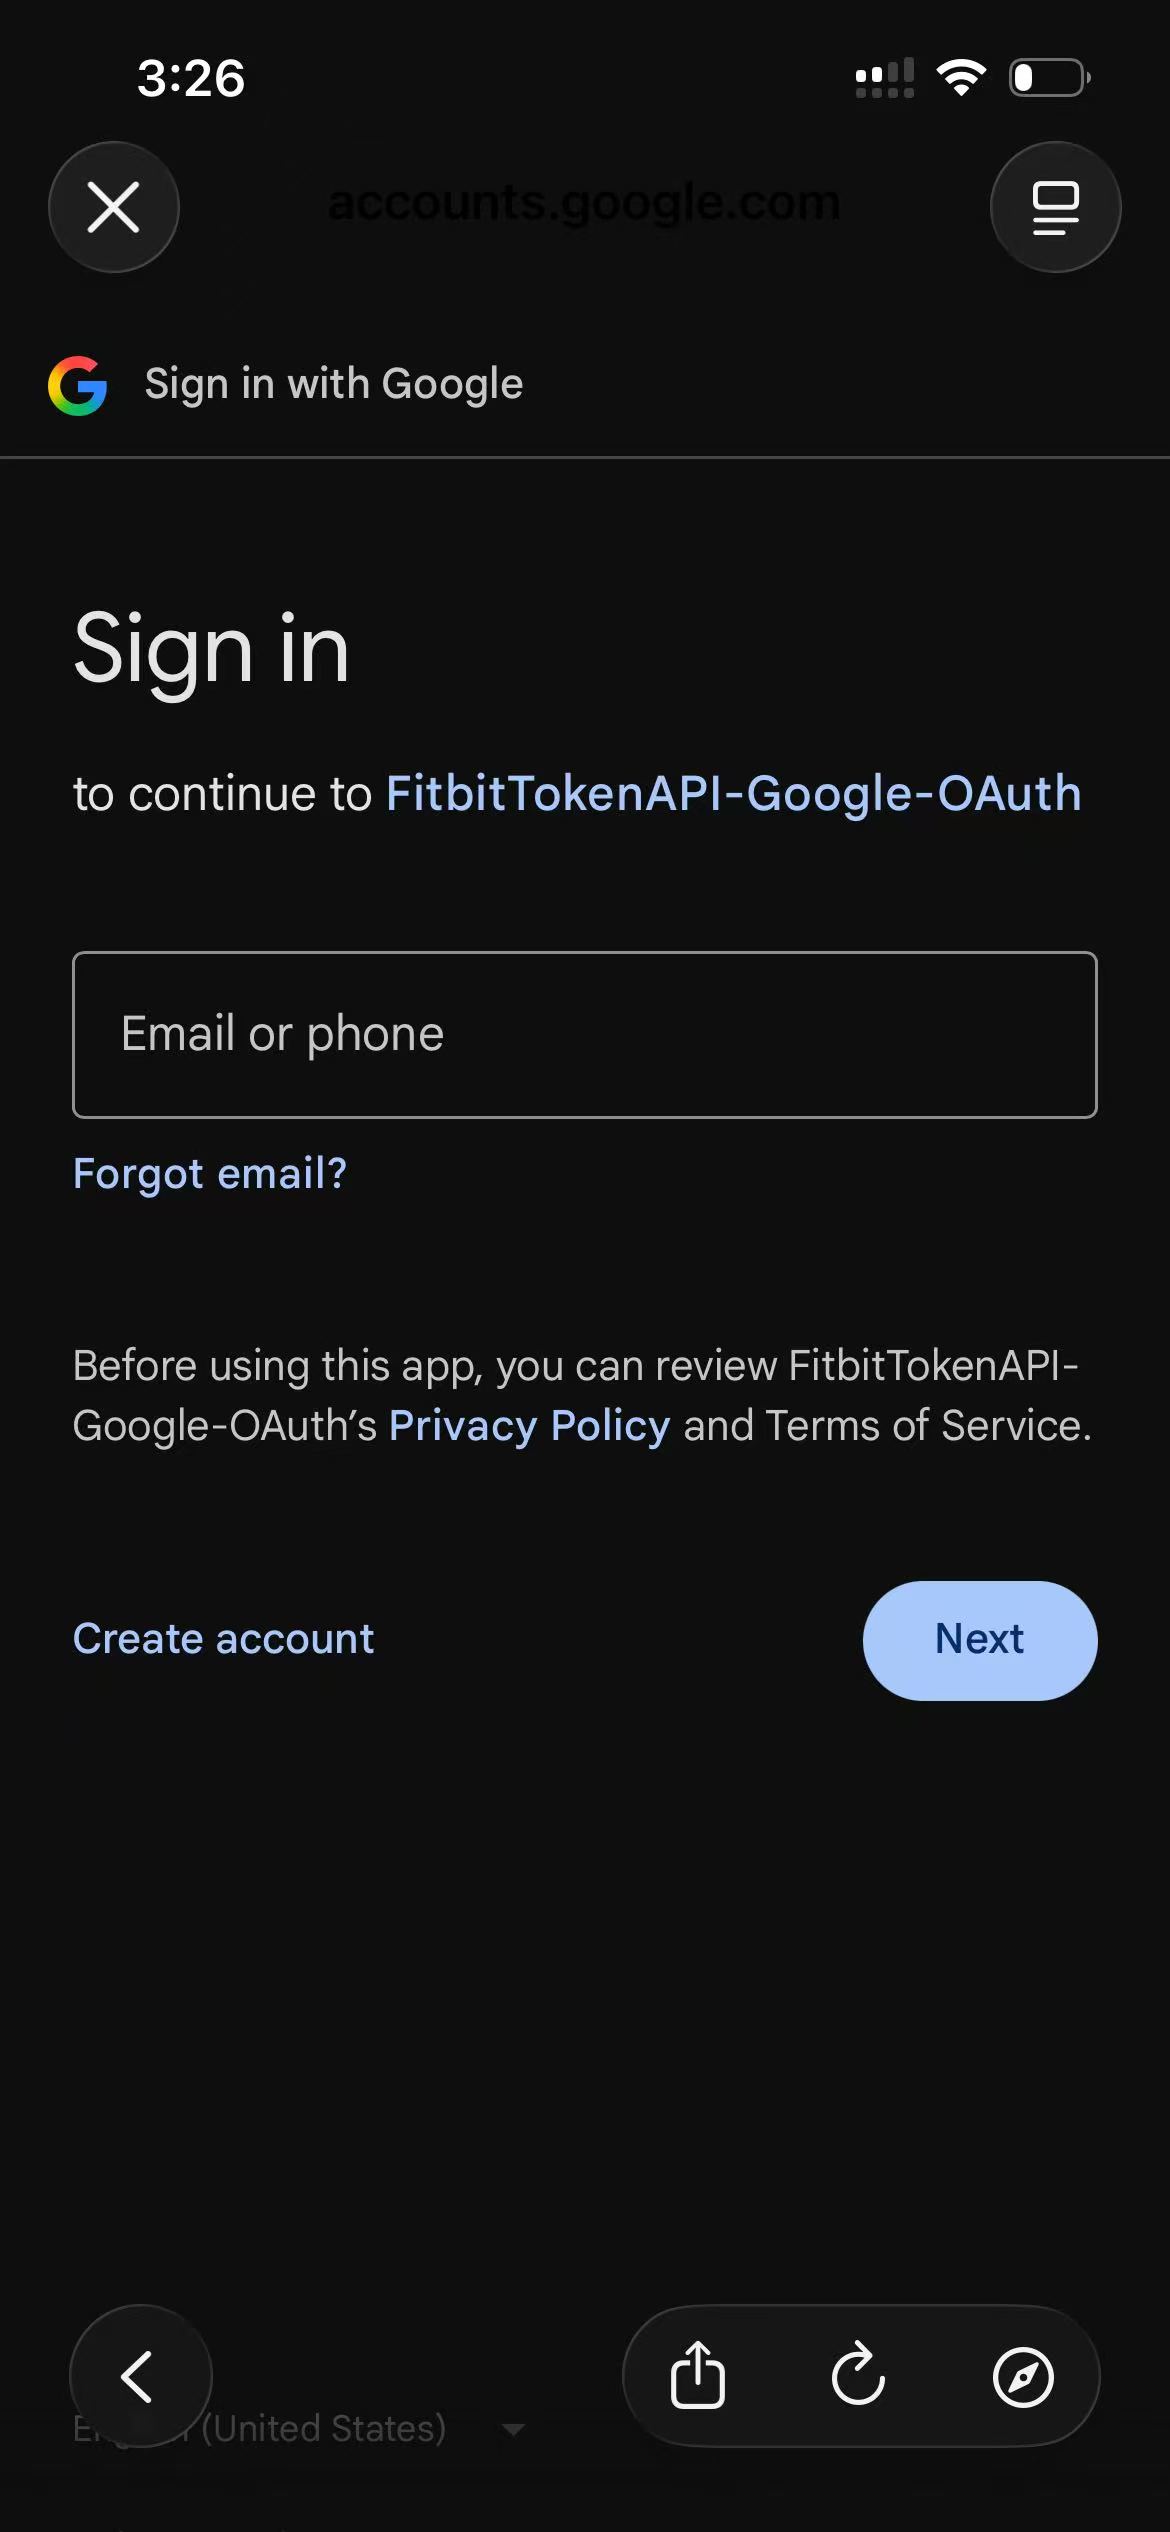 3:26
accounts.google.com
Sign in with Google
Sign in
to continue to FitbitTokenAPI-Google-OAuth
Email or phone
Forgot email?
Before using this app, you can review FitbitTokenAPI-
Google-OAuth’s Privacy Policy and Terms of Service.
Create account
Next
(United States)